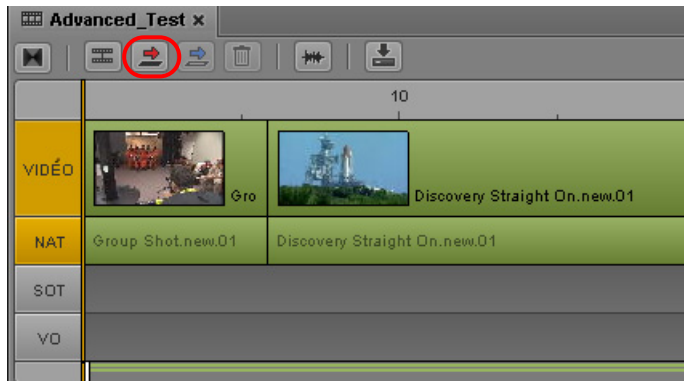 Advanced_Test ×
10
VIDÉO
Gro
Discovery Straight On.new.01
NAT
Group Shot.new.01
Discovery Straight On.new.01
SOT
VO